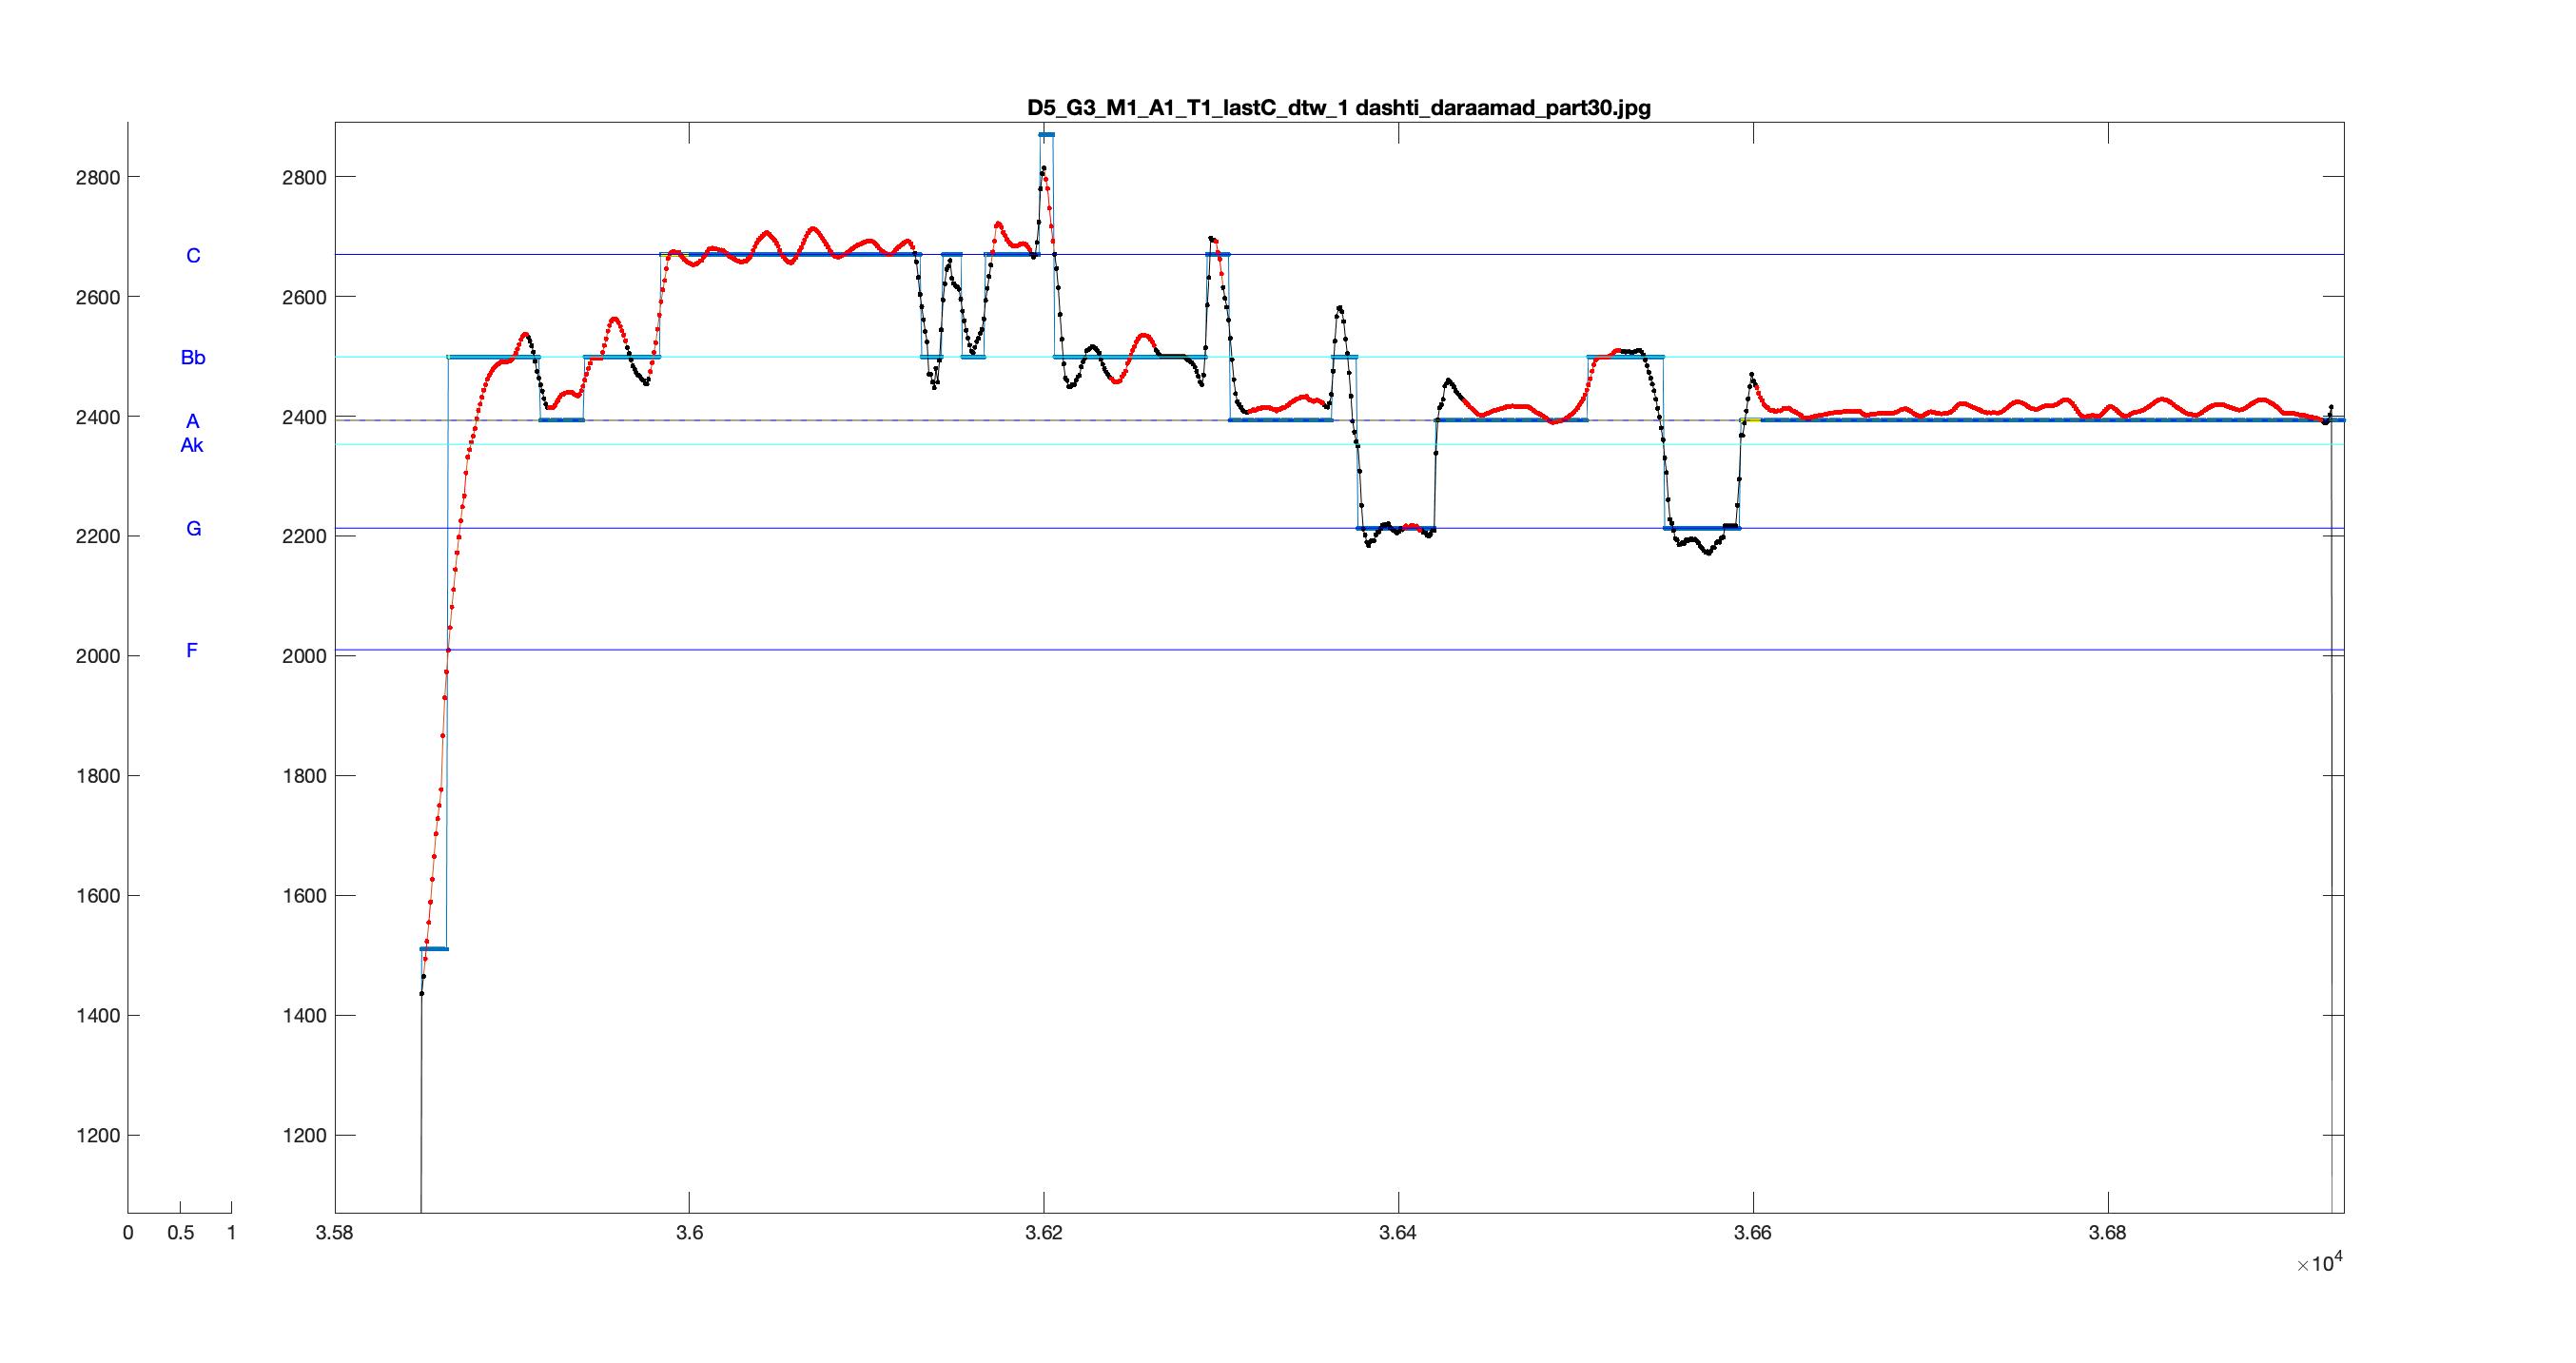 D5_G3_M1_A1_T1_lastC_dtw_1 dashti_daraamad_part30.jpg
2800 2800
C
2600 2600
Bb
2400 A 2400
Ak
G
2200 2200
F
2000 2000
1800 1800
1600 1600
1400 1400
1200 1200
0 0.5 1 3.58 3.6 3.62 3.64 3.66 3.68
×10^4